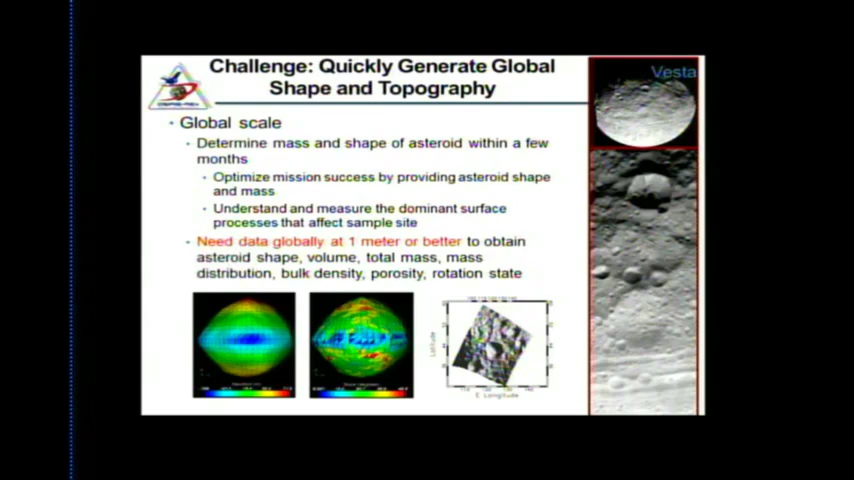 Challenge: Quickly Generate Global
Shape and Topography
Vesta
• Global scale
• Determine mass and shape of asteroid within a few
months
• Optimize mission success by providing asteroid shape
and mass
• Understand and measure the dominant surface
processes that affect sample site
• Need data globally at 1 meter or better to obtain
asteroid shape, volume, total mass, mass
distribution, bulk density, porosity, rotation state
Latitude
E. Longitude